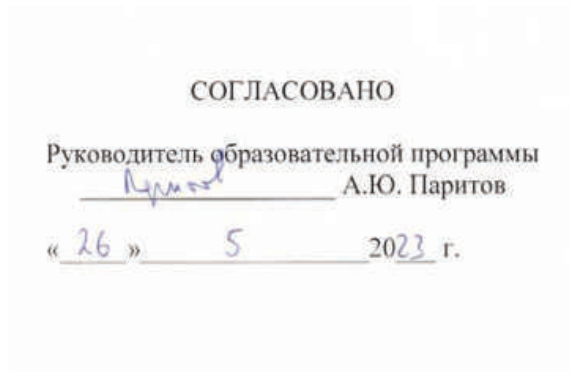 СОГЛАСОВАНО
Руководитель образовательной программы
А.Ю. Паритов
« 26 » 5 2023 г.